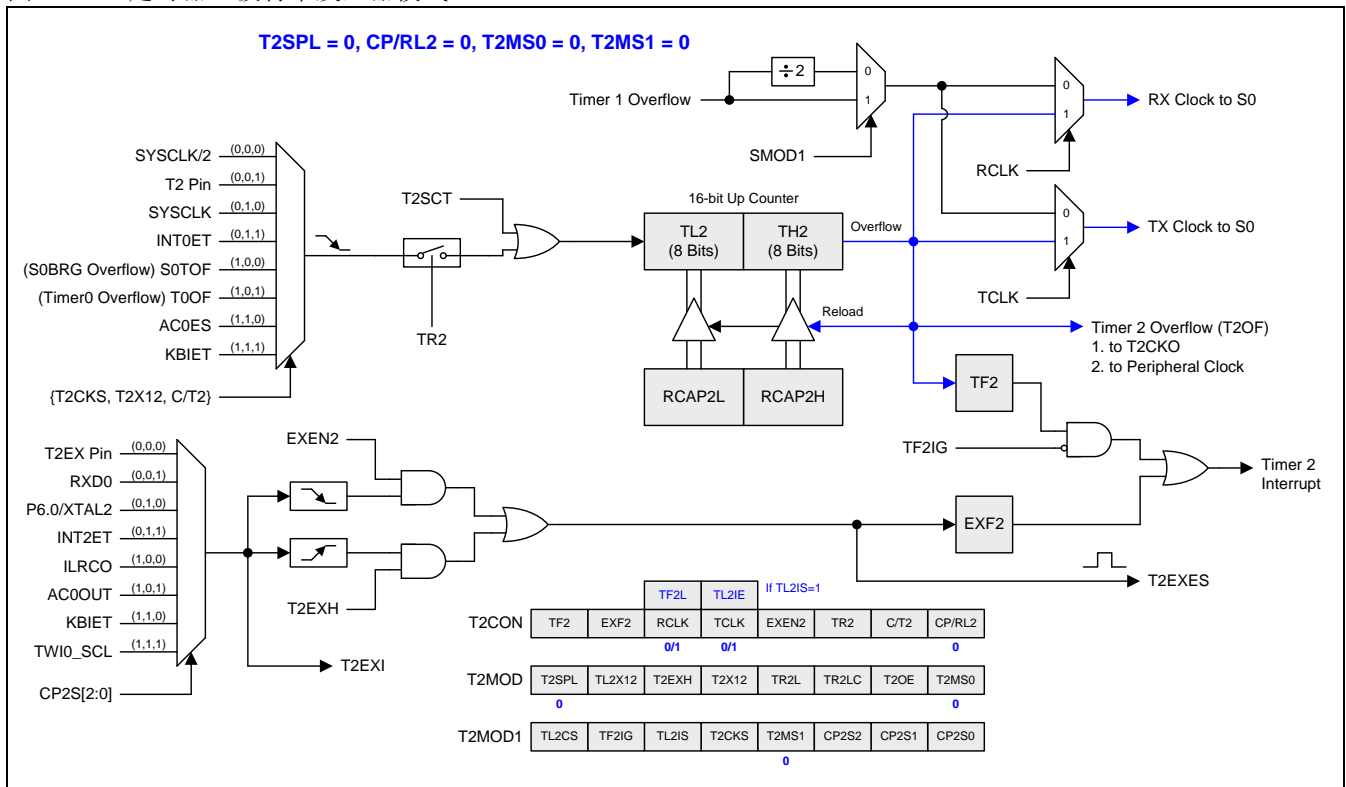 T2SPL = 0, CP/RL2 = 0, T2MS0 = 0, T2MS1 = 0
÷2
0
1
Timer 1 Overflow
SMOD1
0
1
RX Clock to S0
RCLK
0
1
TX Clock to S0
TCLK
SYSCLK/2 (0,0,0)
T2 Pin (0,0,1)
SYSCLK (0,1,0)
INT0ET (0,1,1)
(S0BRG Overflow) S0TOF (1,0,0)
(Timer0 Overflow) T0OF (1,0,1)
AC0ES (1,1,0)
KBIET (1,1,1)
{T2CKS, T2X12, C/T2}
T2SCT
TR2
16-bit Up Counter
TL2 (8 Bits)
TH2 (8 Bits)
Overflow
Reload
RCAP2L
RCAP2H
Timer 2 Overflow (T2OF)
1. to T2CKO
2. to Peripheral Clock
TF2
TF2IG
Timer 2 Interrupt
EXF2
T2EXES
T2EX Pin (0,0,0)
RXD0 (0,0,1)
P6.0/XTAL2 (0,1,0)
INT2ET (0,1,1)
ILRCO (1,0,0)
AC0OUT (1,0,1)
KBIET (1,1,0)
TWI0_SCL (1,1,1)
CP2S[2:0]
EXEN2
T2EXH
T2EXI
TF2L TL2IE If TL2IS=1
T2CON TF2 EXF2 RCLK TCLK EXEN2 TR2 C/T2 CP/RL2
0/1 0/1 0
T2MOD T2SPL TL2X12 T2EXH T2X12 TR2L TR2LC T2OE T2MS0
0 0
T2MOD1 TL2CS TF2IG TL2IS T2CKS T2MS1 CP2S2 CP2S1 CP2S0
0